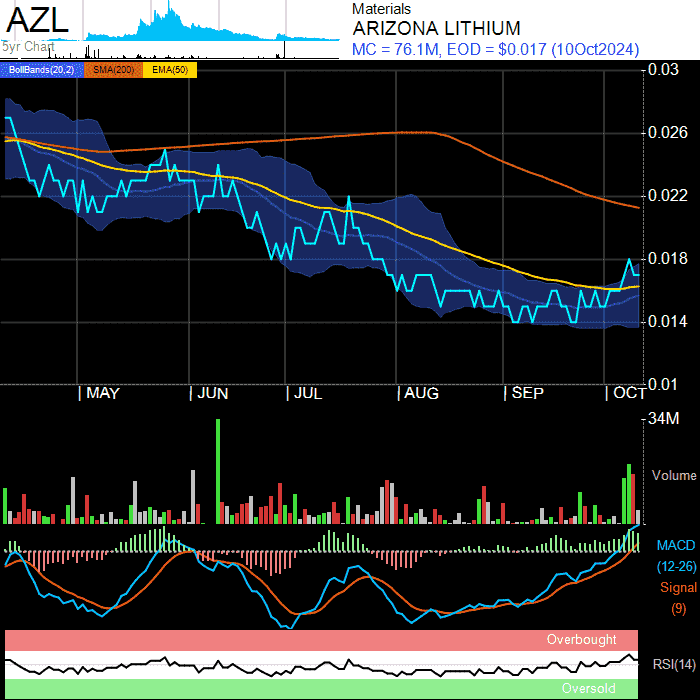 AZL
5yr Chart
Materials
ARIZONA LITHIUM
MC = 76.1M, EOD = $0.017 (10Oct2024)
BollBands(20,2) SMA(200) EMA(50)
0.03
0.026
0.022
0.018
0.014
0.01
| MAY | JUN | JUL | AUG | SEP | OCT
34M
Volume
MACD
(12-26)
Signal
(9)
Overbought
RSI(14)
Oversold